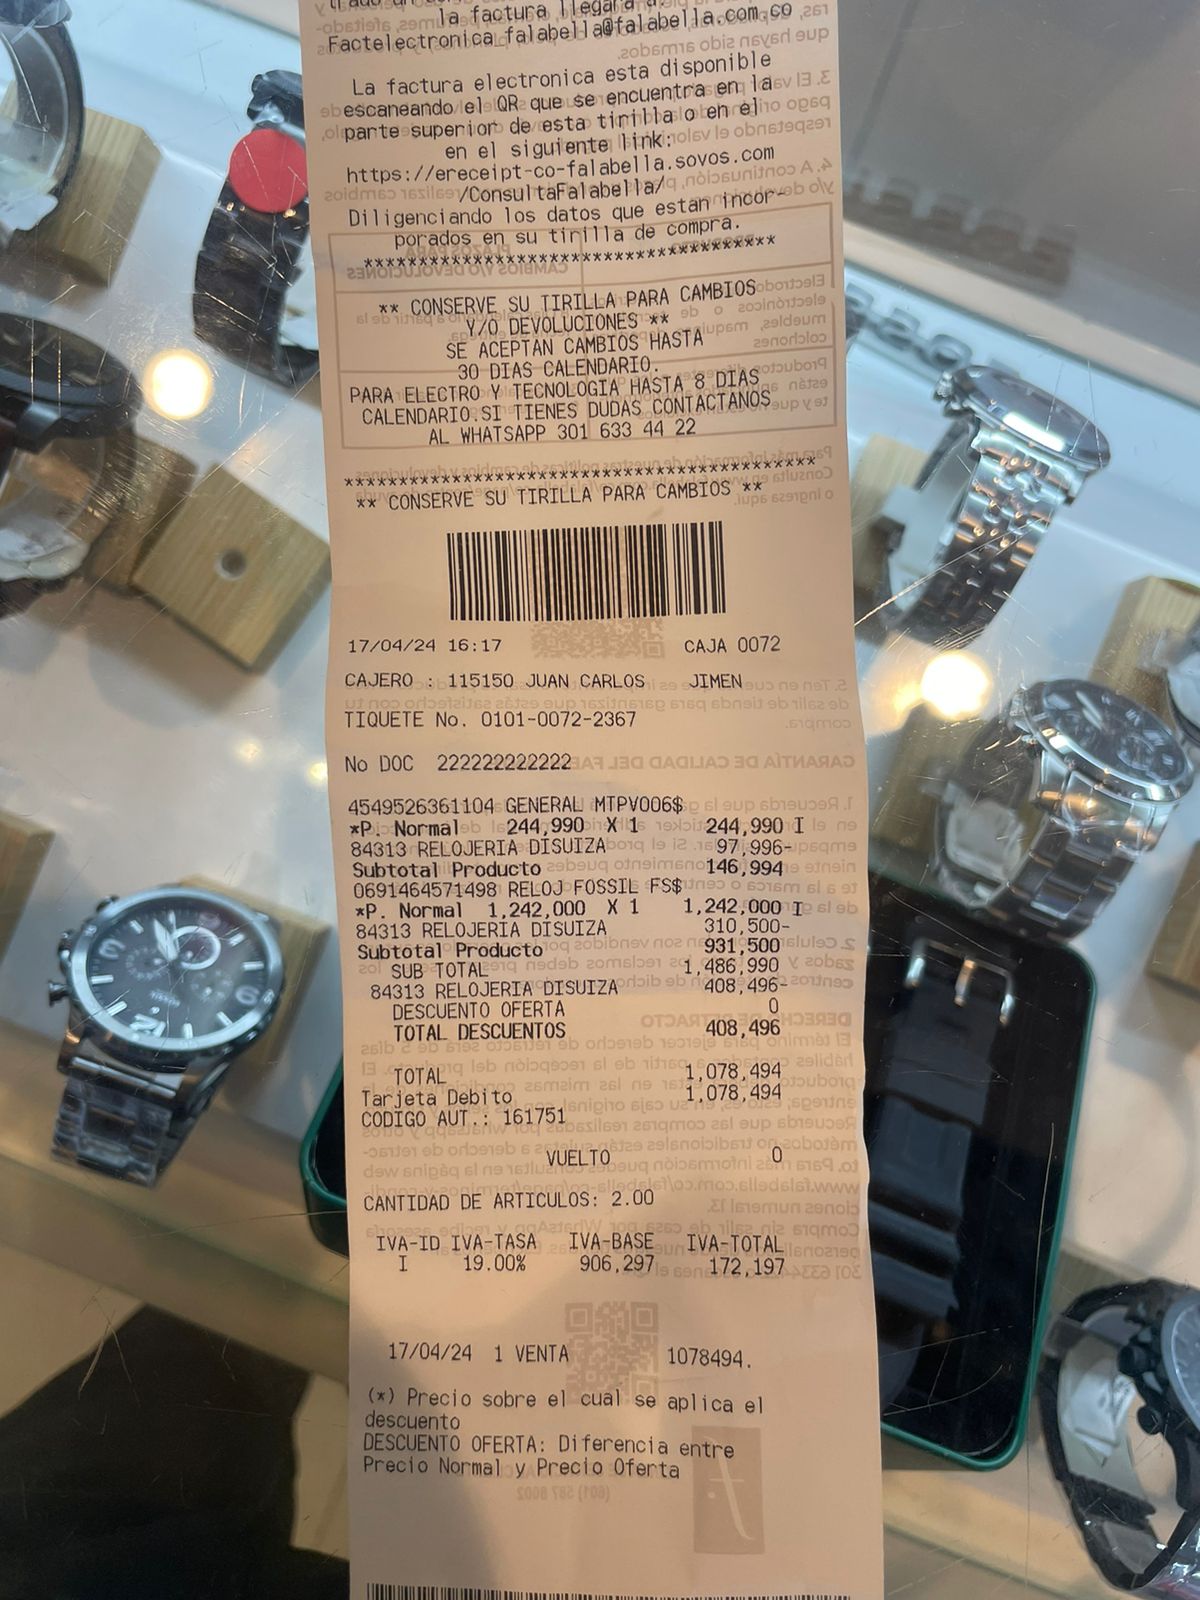 la factura llegara a:
Factelectronica falabella@falabella.com.co
La factura electronica esta disponible
escaneando el QR que se encuentra en la
parte superior de esta tirilla o en el
en el siguiente link:
https://ereceipt-co-falabella.sovos.com
/ConsultaFalabella/
Diligenciando los datos que estan incor-
porados en su tirilla de compra.
**************************************
** CONSERVE SU TIRILLA PARA CAMBIOS
Y/O DEVOLUCIONES **
SE ACEPTAN CAMBIOS HASTA
30 DIAS CALENDARIO.
PARA ELECTRO Y TECNOLOGIA HASTA 8 DIAS
CALENDARIO.SI TIENES DUDAS CONTACTANOS
AL WHATSAPP 301 633 44 22
********************************************
** CONSERVE SU TIRILLA PARA CAMBIOS **
17/04/24 16:17 CAJA 0072
CAJERO : 115150 JUAN CARLOS JIMEN
TIQUETE No. 0101-0072-2367
No DOC 222222222222
4549526361104 GENERAL MTPV006$
*P. Normal 244,990 X 1 244,990 I
84313 RELOJERIA DISUIZA 97,996-
Subtotal Producto 146,994
0691464571498 RELOJ FOSSIL FS$
*P. Normal 1,242,000 X 1 1,242,000 I
84313 RELOJERIA DISUIZA 310,500-
Subtotal Producto 931,500
SUB TOTAL 1,486,990
84313 RELOJERIA DISUIZA 408,496-
DESCUENTO OFERTA 0
TOTAL DESCUENTOS 408,496
TOTAL 1,078,494
Tarjeta Debito 1,078,494
CODIGO AUT.: 161751
VUELTO 0
CANTIDAD DE ARTICULOS: 2.00
IVA-ID IVA-TASA IVA-BASE IVA-TOTAL
I 19.00% 906,297 172,197
17/04/24 1 VENTA 1078494.
(*) Precio sobre el cual se aplica el
descuento
DESCUENTO OFERTA: Diferencia entre
Precio Normal y Precio Oferta